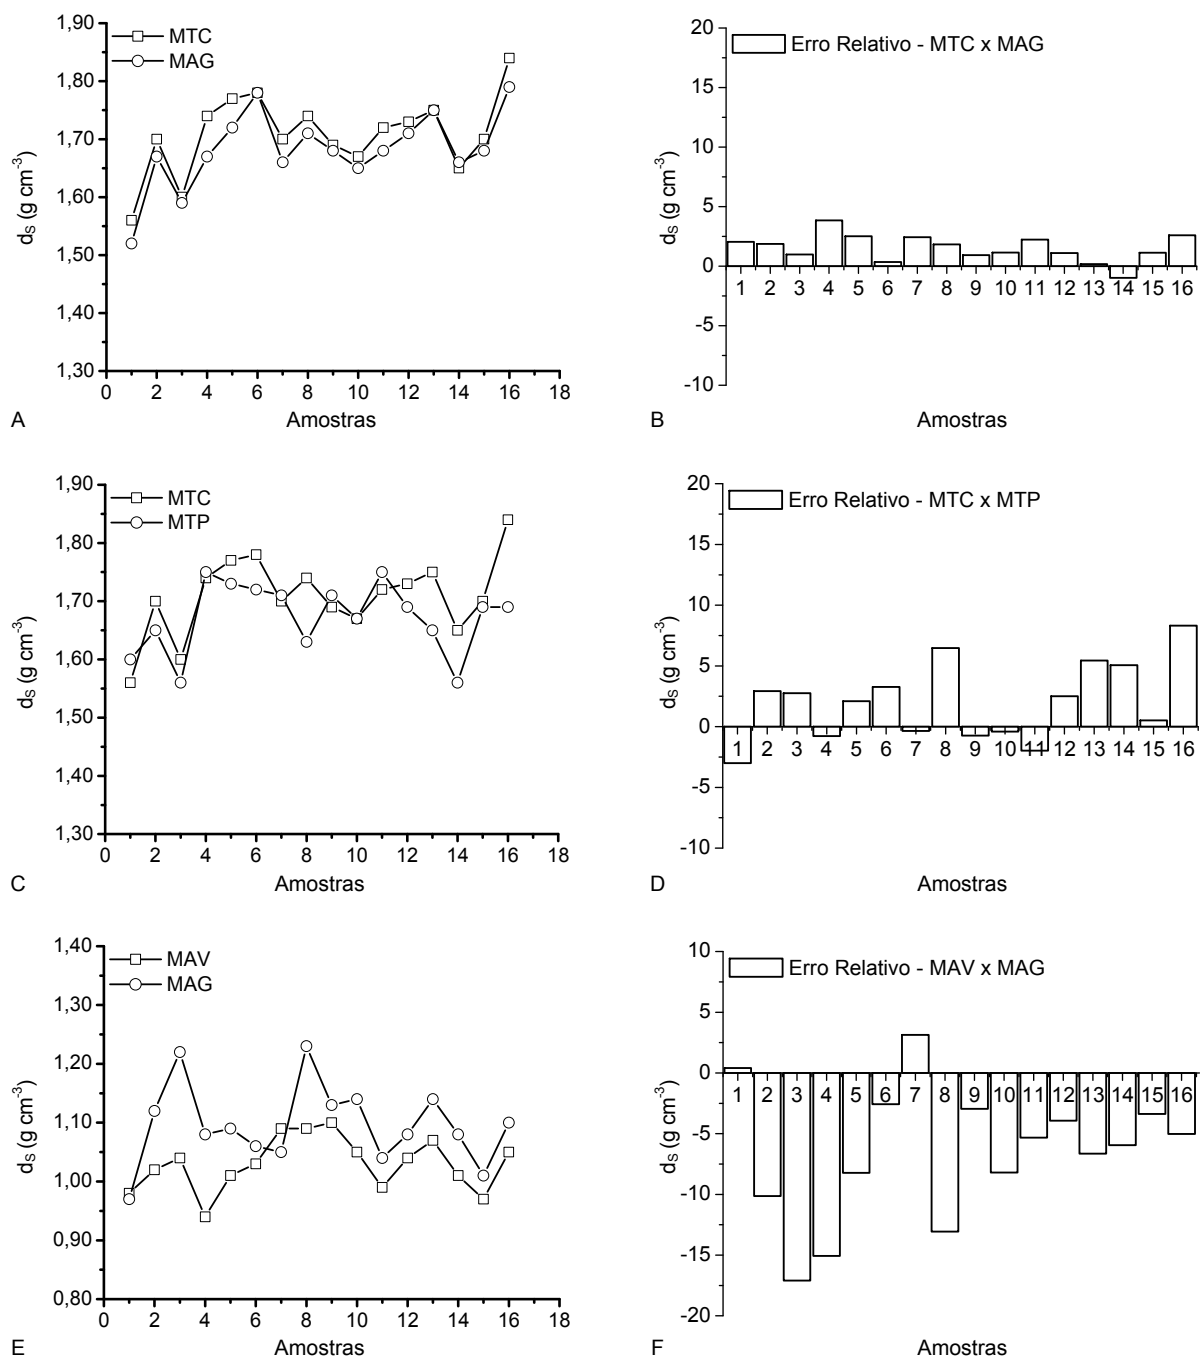 1,90
1,80
1,70
1,60
1,50
1,40
1,30
dS (g cm-3)
MTC
MAG
0 2 4 6 8 10 12 14 16 18
Amostras
A
20
15
10
5
0
-5
-10
dS (g cm-3)
Erro Relativo - MTC x MAG
1 2 3 4 5 6 7 8 9 10 11 12 13 14 15 16
Amostras
B
1,90
1,80
1,70
1,60
1,50
1,40
1,30
dS (g cm-3)
MTC
MTP
0 2 4 6 8 10 12 14 16 18
Amostras
C
20
15
10
5
0
-5
-10
dS (g cm-3)
Erro Relativo - MTC x MTP
1 2 3 4 5 6 7 8 9 10 11 12 13 14 15 16
Amostras
D
1,40
1,30
1,20
1,10
1,00
0,90
0,80
dS (g cm-3)
MAV
MAG
0 2 4 6 8 10 12 14 16 18
Amostras
E
10
5
0
-5
-10
-15
-20
dS (g cm-3)
Erro Relativo - MAV x MAG
1 2 3 4 5 6 7 8 9 10 11 12 13 14 15 16
Amostras
F